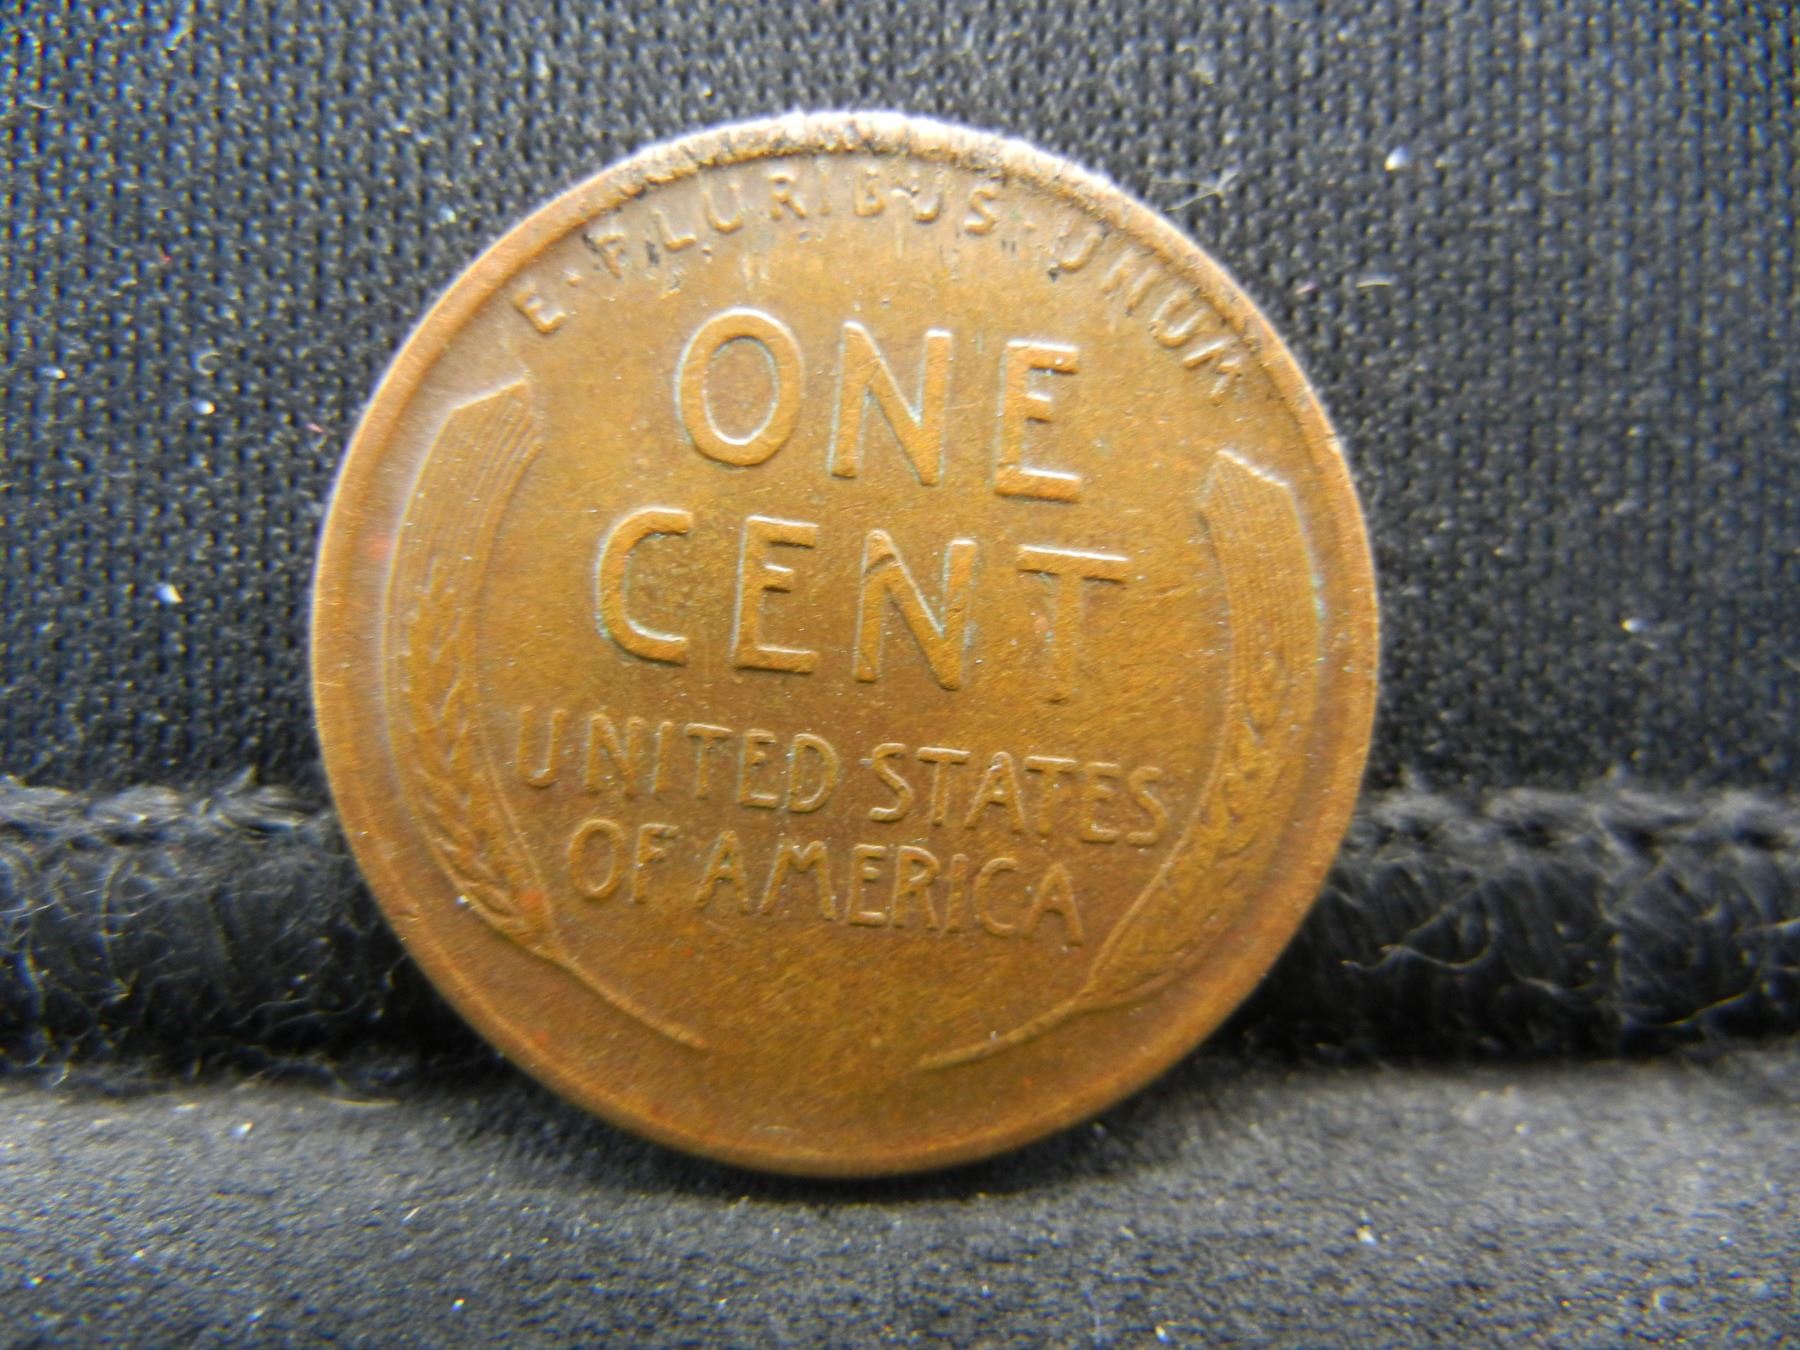 E·PLURIBUS·UNUM
ONE
CENT
UNITED STATES
OF AMERICA